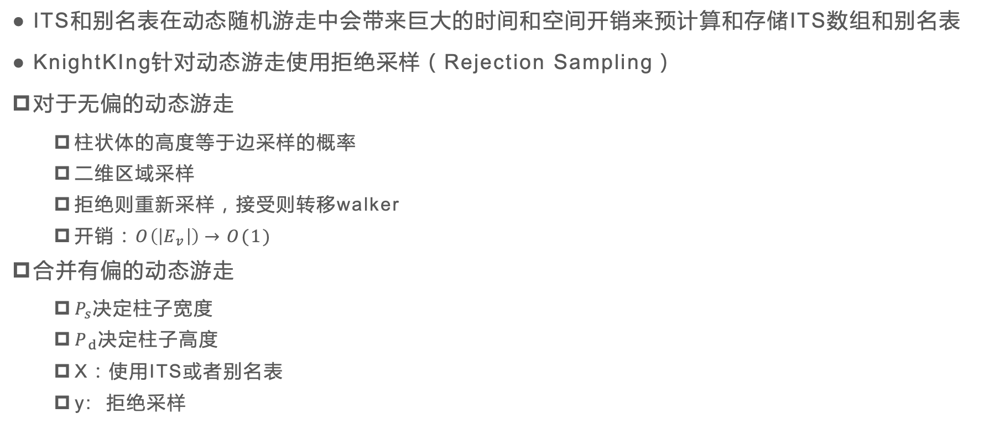 ● ITS和别名表在动态随机游走中会带来巨大的时间和空间开销来预计算和存储ITS数组和别名表
● KnightKIng针对动态游走使用拒绝采样（Rejection Sampling）
对于无偏的动态游走
柱状体的高度等于边采样的概率
二维区域采样
拒绝则重新采样，接受则转移walker
开销：O(|E_v|) → O(1)
合并有偏的动态游走
P_s决定柱子宽度
P_d决定柱子高度
X：使用ITS或者别名表
y: 拒绝采样